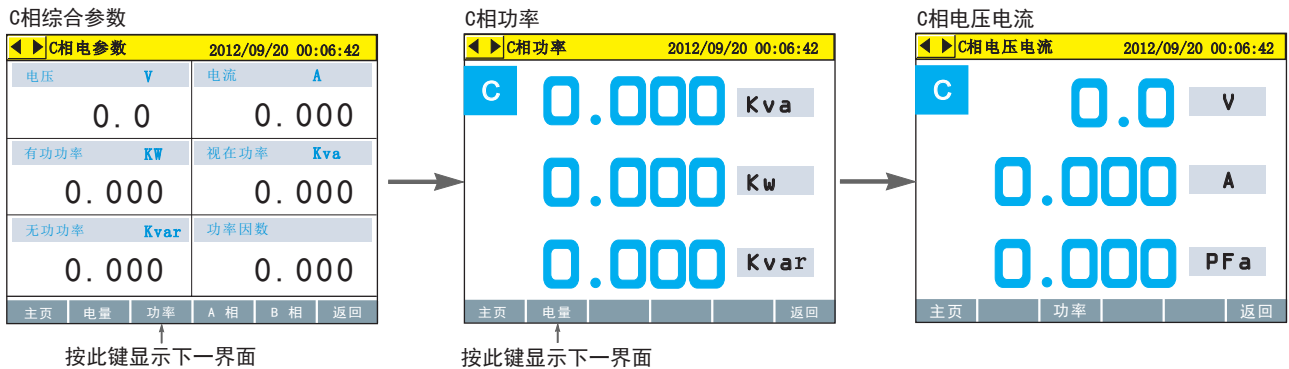 C相综合参数
C相电参数 2012/09/20 00:06:42
电压 V 电流 A
0.0 0.000
有功功率 KW 视在功率 Kva
0.000 0.000
无功功率 Kvar 功率因数
0.000 0.000
主页 电量 功率 A 相 B 相 返回
按此键显示下一界面
C相功率
C相功率 2012/09/20 00:06:42
C 0.000 Kva
0.000 Kw
0.000 Kvar
主页 电量 返回
按此键显示下一界面
C相电压电流
C相电压电流 2012/09/20 00:06:42
C 0.0 V
0.000 A
0.000 PFa
主页 功率 返回